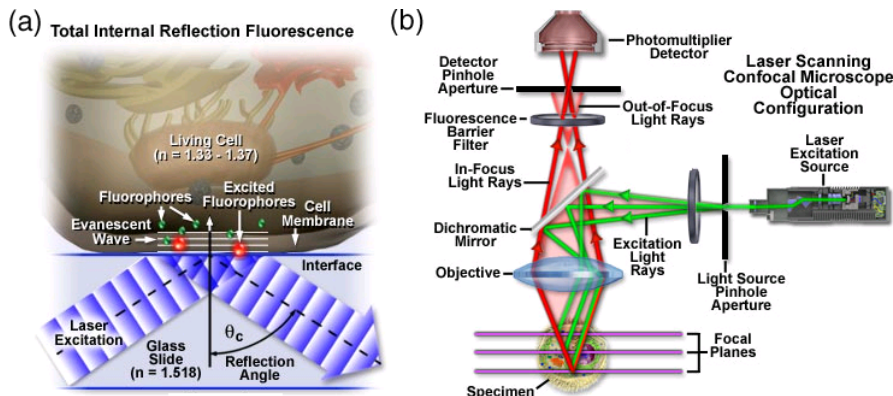 (a)
Total Internal Reflection Fluorescence
Living Cell
(n = 1.33 - 1.37)
Fluorophores
Excited
Fluorophores
Cell
Membrane
Evanescent
Wave
Interface
Laser
Excitation
θc
Glass
Slide
(n = 1.518)
Reflection
Angle
(b)
Photomultiplier
Detector
Detector
Pinhole
Aperture
Laser Scanning
Confocal Microscope
Optical
Configuration
Out-of-Focus
Light Rays
Fluorescence
Barrier
Filter
Laser
Excitation
Source
In-Focus
Light Rays
Dichromatic
Mirror
Excitation
Light
Rays
Objective
Light Source
Pinhole
Aperture
Focal
Planes
Specimen